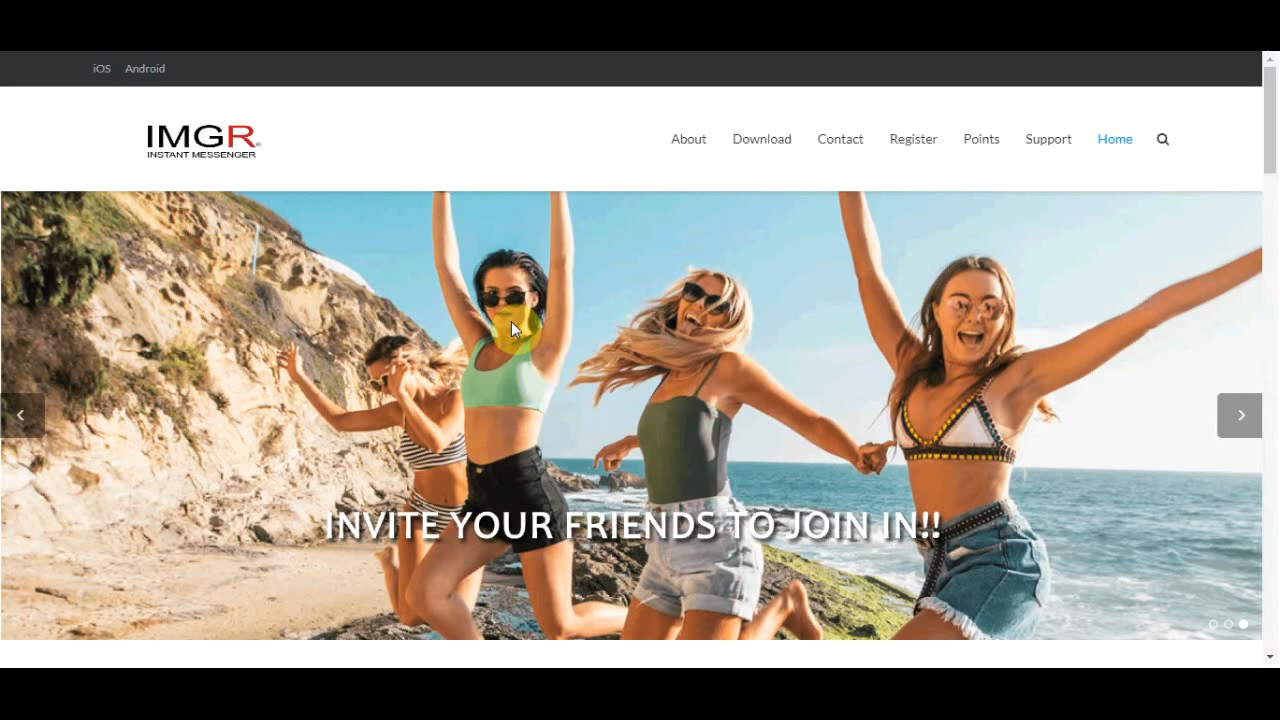 iOS Android
IMGR®
INSTANT MESSENGER
About Download Contact Register Points Support Home
INVITE YOUR FRIENDS TO JOIN IN!!